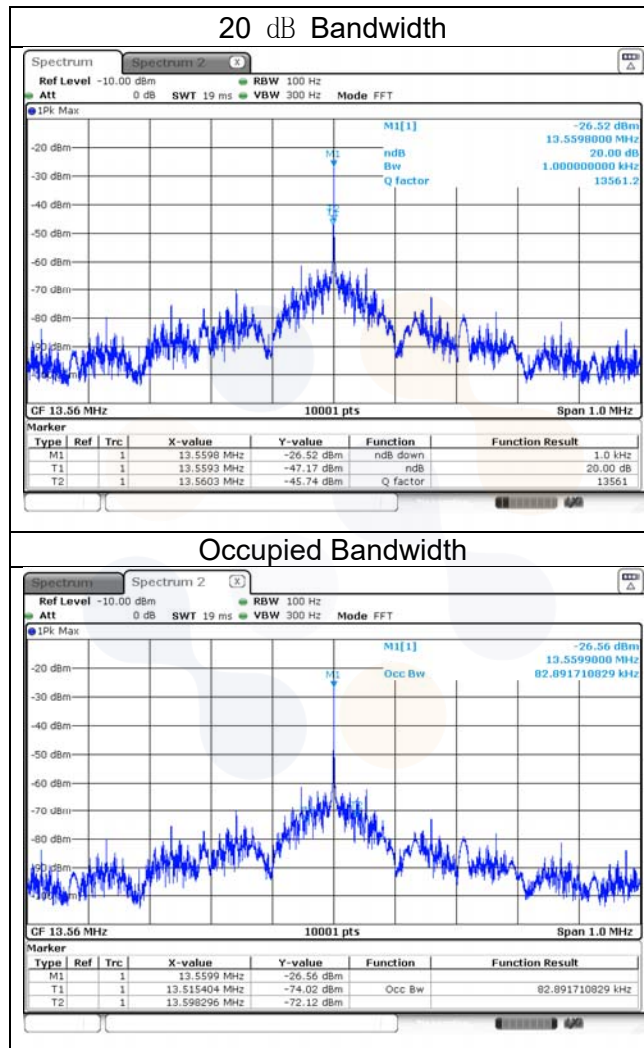 20 dB Bandwidth
Spectrum Spectrum 2 X
Ref Level -10.00 dBm RBW 100 Hz
Att 0 dB SWT 19 ms VBW 300 Hz Mode FFT
1Pk Max
M1[1] -26.52 dBm
13.5598000 MHz
-20 dBm
ndB 20.00 dB
M1
Bw 1.000000000 kHz
-30 dBm
Q factor 13561.2
-40 dBm
T2
-50 dBm
-60 dBm
-70 dBm
-80 dBm
-90 dBm
CF 13.56 MHz 10001 pts Span 1.0 MHz
Marker
Type Ref Trc X-value Y-value Function Function Result
M1 1 13.5598 MHz -26.52 dBm ndB down 1.0 kHz
T1 1 13.5593 MHz -47.17 dBm ndB 20.00 dB
T2 1 13.5603 MHz -45.74 dBm Q factor 13561
Occupied Bandwidth
Spectrum Spectrum 2 X
Ref Level -10.00 dBm RBW 100 Hz
Att 0 dB SWT 19 ms VBW 300 Hz Mode FFT
1Pk Max
M1[1] -26.56 dBm
13.5599000 MHz
-20 dBm
M1
Occ Bw 82.891710829 kHz
-30 dBm
-40 dBm
-50 dBm
-60 dBm
-70 dBm
-80 dBm
-90 dBm
CF 13.56 MHz 10001 pts Span 1.0 MHz
Marker
Type Ref Trc X-value Y-value Function Function Result
M1 1 13.5599 MHz -26.56 dBm
T1 1 13.515404 MHz -74.02 dBm Occ Bw 82.891710829 kHz
T2 1 13.598296 MHz -72.12 dBm